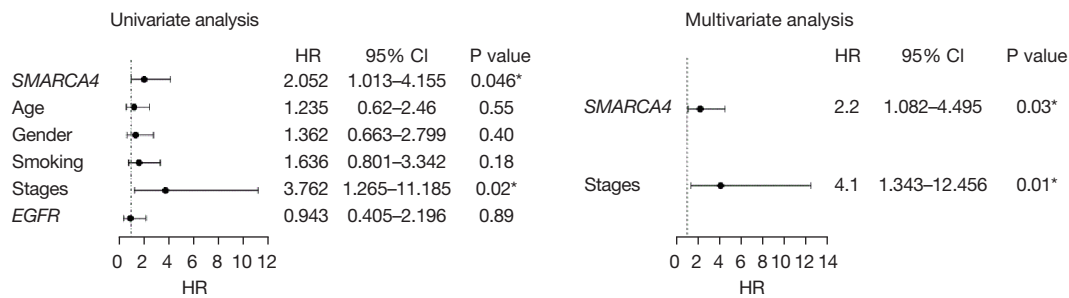 Univariate analysis
HR 95% CI P value
SMARCA4 2.052 1.013–4.155 0.046*
Age 1.235 0.62–2.46 0.55
Gender 1.362 0.663–2.799 0.40
Smoking 1.636 0.801–3.342 0.18
Stages 3.762 1.265–11.185 0.02*
EGFR 0.943 0.405–2.196 0.89
0 2 4 6 8 10 12
HR
Multivariate analysis
HR 95% CI P value
SMARCA4 2.2 1.082–4.495 0.03*
Stages 4.1 1.343–12.456 0.01*
0 2 4 6 8 10 12 14
HR